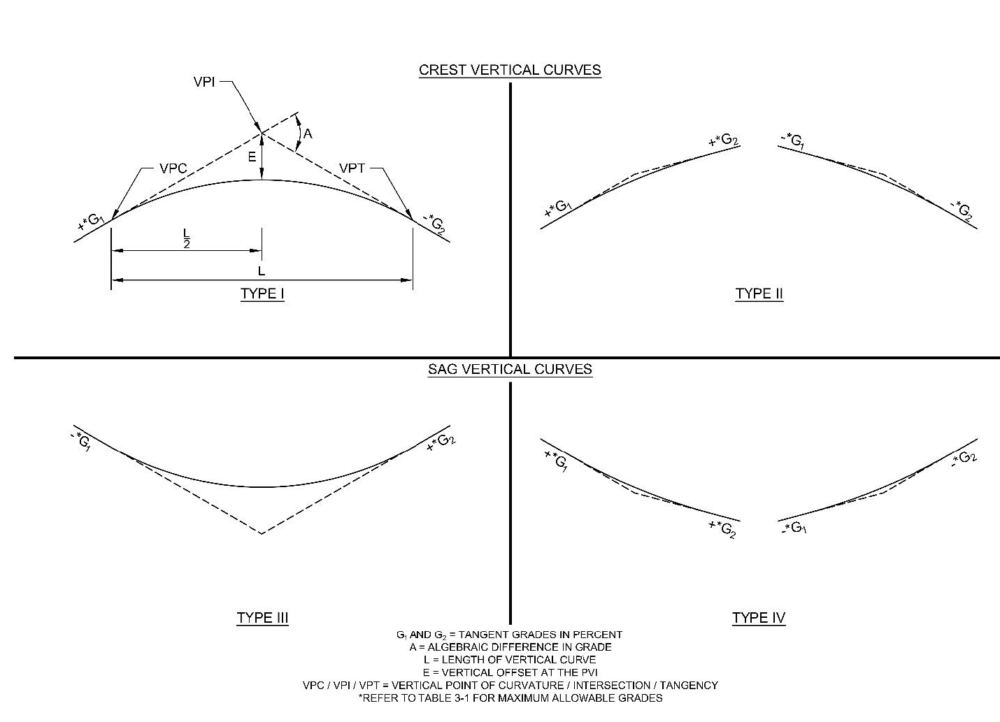 CREST VERTICAL CURVES
VPI
A
E
VPC
VPT
+*G1
-*G2
L
2
L
TYPE I
+*G1
+*G2
-*G1
-*G2
TYPE II
SAG VERTICAL CURVES
-*G1
+*G2
TYPE III
+*G1
+*G2
-*G1
-*G2
TYPE IV
G1 AND G2 = TANGENT GRADES IN PERCENT
A = ALGEBRAIC DIFFERENCE IN GRADE
L = LENGTH OF VERTICAL CURVE
E = VERTICAL OFFSET AT THE PVI
VPC / VPI / VPT = VERTICAL POINT OF CURVATURE / INTERSECTION / TANGENCY
*REFER TO TABLE 3-1 FOR MAXIMUM ALLOWABLE GRADES